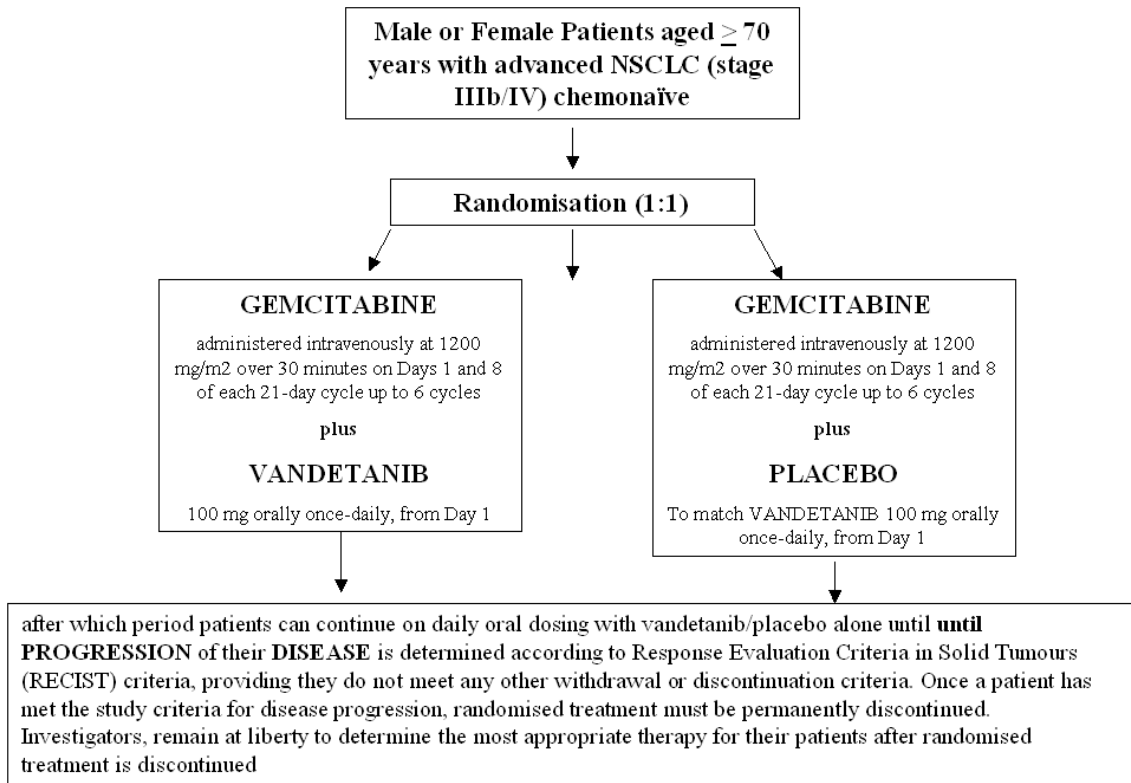 Male or Female Patients aged ≥ 70
years with advanced NSCLC (stage
IIIb/IV) chemonaïve
Randomisation (1:1)
GEMCITABINE
administered intravenously at 1200
mg/m2 over 30 minutes on Days 1 and 8
of each 21-day cycle up to 6 cycles
plus
VANDETANIB
100 mg orally once-daily, from Day 1
GEMCITABINE
administered intravenously at 1200
mg/m2 over 30 minutes on Days 1 and 8
of each 21-day cycle up to 6 cycles
plus
PLACEBO
To match VANDETANIB 100 mg orally
once-daily, from Day 1
after which period patients can continue on daily oral dosing with vandetanib/placebo alone until until
PROGRESSION of their DISEASE is determined according to Response Evaluation Criteria in Solid Tumours
(RECIST) criteria, providing they do not meet any other withdrawal or discontinuation criteria. Once a patient has
met the study criteria for disease progression, randomised treatment must be permanently discontinued.
Investigators, remain at liberty to determine the most appropriate therapy for their patients after randomised
treatment is discontinued